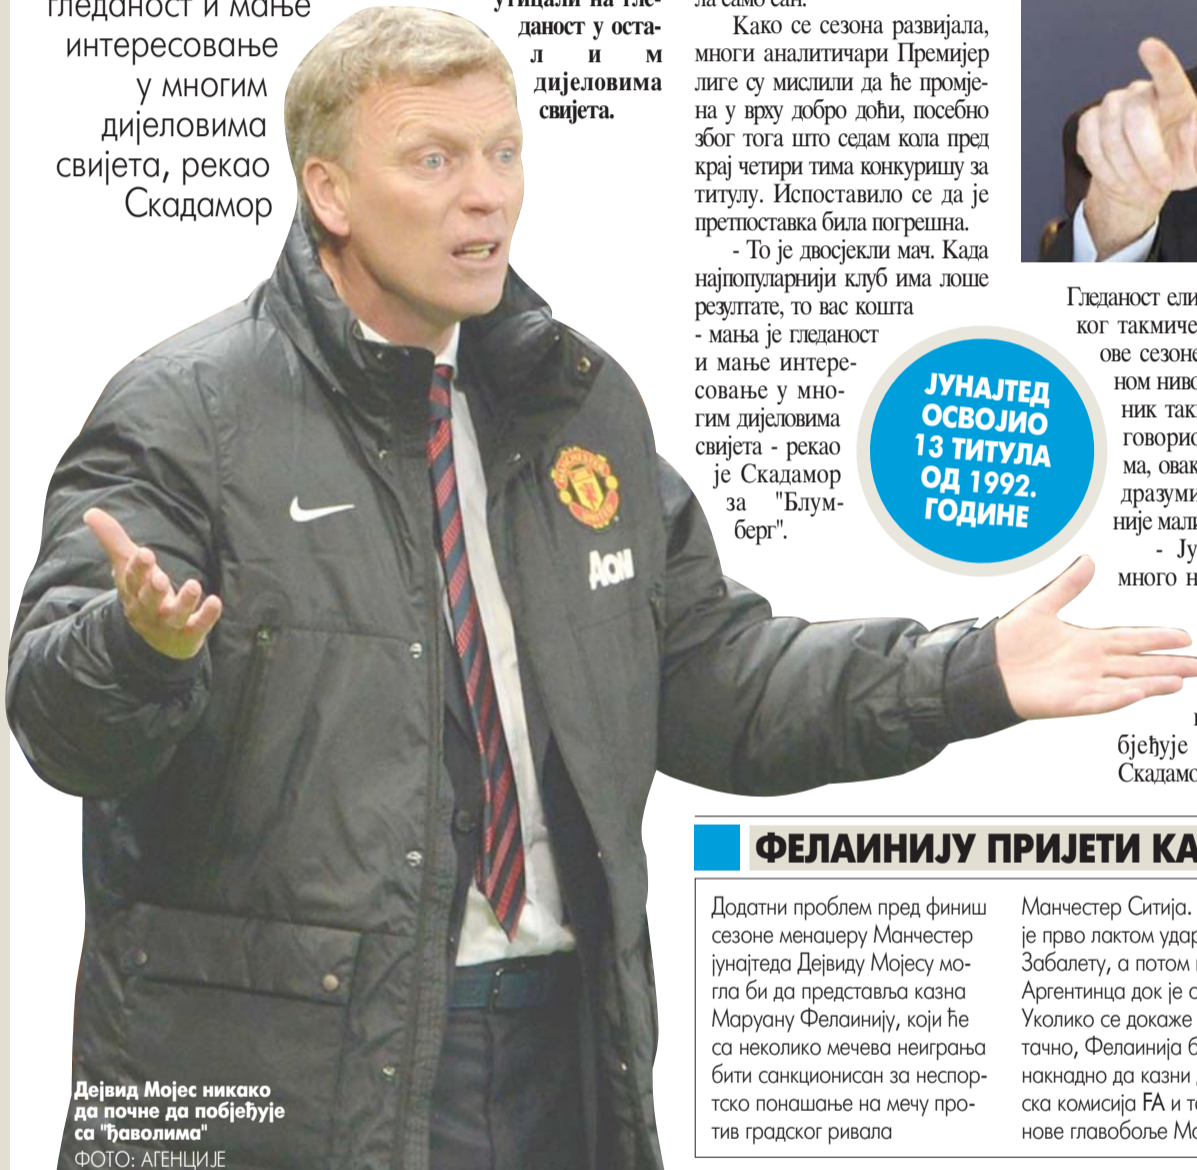 гледаност и мање
интересовање
у многим
дијеловима
свијета, рекао
Скадамор
утицали на гле-
даност у оста-
лим
дијеловима
свијета.
ла само сан.
Како се сезона развијала,
многи аналитичари Премијер
лиге су мислили да ће промје-
на у врху добро доћи, посебно
због тога што седам кола пред
крај четири тима конкуришу за
титулу. Испоставило се да је
претпоставка била погрешна.
- То је двосјекли мач. Када
најпопуларнији клуб има лоше
резултате, то вас кошта
- мања је гледаност
и мање интере-
совање у мно-
гим дијеловима
свијета - рекао
је Скадамор
за "Блум-
берг".
ЈУНАЈТЕД
ОСВОЈИО
13 ТИТУЛА
ОД 1992.
ГОДИНЕ
Гледаност ели
ког такмиче
ове сезоне
ном ниво
ник так
говорио
ма, овак
дразуми
није мали
- Ју
много н
бјеђује
Скадамо
MANCHESTER
UNITED
AON
Дејвид Мојес никако
да почне да побјеђује
са "ђаволима"
ФОТО: АГЕНЦИЈЕ
ФЕЛАИНИЈУ ПРИЈЕТИ КА
Додатни проблем пред финиш
сезоне менаџеру Манчестер
јунајтеда Дејвиду Мојесу мо-
гла би да представља казна
Маруану Фелаинију, који ће
са неколико мечева неиграња
бити санкционисан за неспор-
тско понашање на мечу про-
тив градског ривала
Манчестер Ситија.
је прво лактом удар
Забалету, а потом
Аргентинца док је
Уколико се докаже
тачно, Фелаинија б
накнадно да казни
ска комисија FA и т
нове главобоље Мо